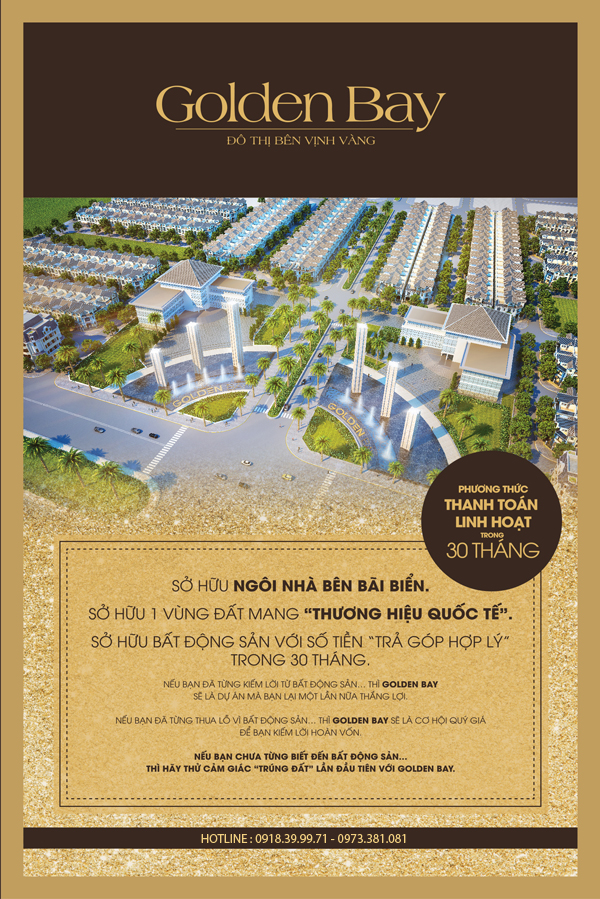 Golden Bay
ĐÔ THỊ BÊN VỊNH VÀNG
GOLDEN BAY
GOLDEN
PHƯƠNG THỨC
THANH TOÁN
LINH HOẠT
TRONG
30 THÁNG
SỞ HỮU NGÔI NHÀ BÊN BÃI BIỂN.
SỞ HỮU 1 VÙNG ĐẤT MANG “THƯƠNG HIỆU QUỐC TẾ”.
SỞ HỮU BẤT ĐỘNG SẢN VỚI SỐ TIỀN “TRẢ GÓP HỢP LÝ”
TRONG 30 THÁNG.
NẾU BẠN ĐÃ TỪNG KIẾM LỜI TỪ BẤT ĐỘNG SẢN... THÌ GOLDEN BAY
SẼ LÀ DỰ ÁN MÀ BẠN LẠI MỘT LẦN NỮA THẮNG LỢI.
NẾU BẠN ĐÃ TỪNG THUA LỖ VÌ BẤT ĐỘNG SẢN... THÌ GOLDEN BAY SẼ LÀ CƠ HỘI QUÝ GIÁ
ĐỂ BẠN KIẾM LỜI HOÀN VỐN.
NẾU BẠN CHƯA TỪNG BIẾT ĐẾN BẤT ĐỘNG SẢN...
THÌ HÃY THỬ CẢM GIÁC “TRÚNG ĐẤT” LẦN ĐẦU TIÊN VỚI GOLDEN BAY.
HOTLINE : 0918.39.99.71 - 0973.381.081